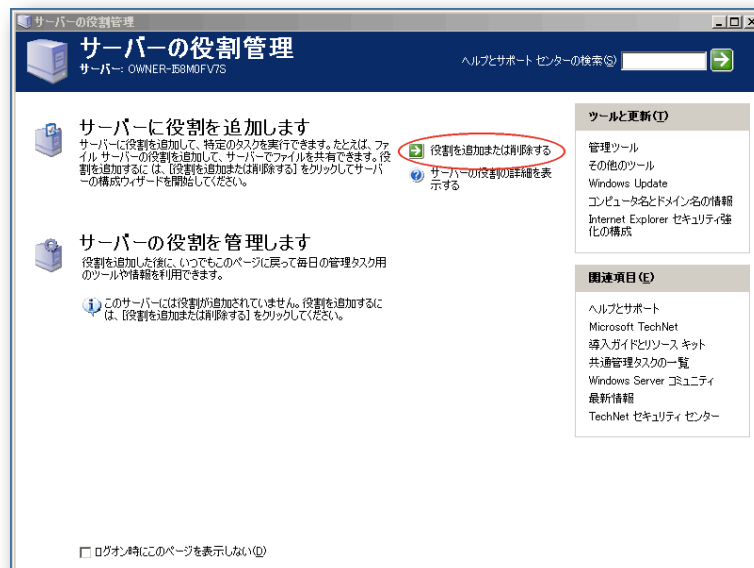 サーバーの役割管理
サーバーの役割管理
サーバー: OWNER-I58M0FV7S
ヘルプとサポート センターの検索(S)
サーバーに役割を追加します
サーバーに役割を追加して、特定のタスクを実行できます。たとえば、ファ
イル サーバーの役割を追加して、サーバーでファイルを共有できます。役
割を追加するに は、[役割を追加または削除する] をクリックしてサーバ
ーの構成ウィザードを開始してください。
役割を追加または削除する
サーバーの役割の詳細を表
示する
サーバーの役割を管理します
役割を追加した後に、いつでもこのページに戻って毎日の管理タスク用
のツールや情報を利用できます。
このサーバーには役割が追加されていません。役割を追加するに
は、[役割を追加または削除する] をクリックしてください。
ツールと更新(T)
管理ツール
その他のツール
Windows Update
コンピュータ名とドメイン名の情報
Internet Explorer セキュリティ強
化の構成
関連項目(E)
ヘルプとサポート
Microsoft TechNet
導入ガイドとリソース キット
共通管理タスクの一覧
Windows Server コミュニティ
最新情報
TechNet セキュリティ センター
ログオン時にこのページを表示しない(D)